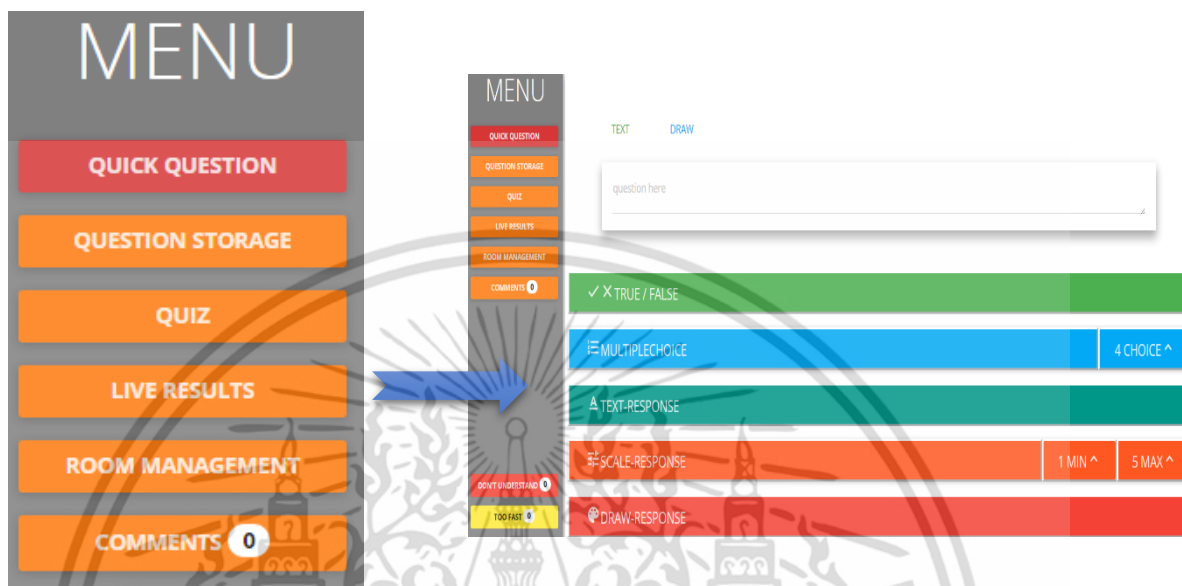 MENU
QUICK QUESTION
QUESTION STORAGE
QUIZ
LIVE RESULTS
ROOM MANAGEMENT
COMMENTS 0
MENU
QUICK QUESTION
QUESTION STORAGE
QUIZ
LIVE RESULTS
ROOM MANAGEMENT
COMMENTS 0
DON'T UNDERSTAND 0
TOO FAST 0
TEXT DRAW
question here
TRUE / FALSE
MULTIPLECHOICE 4 CHOICE ^
TEXT-RESPONSE
SCALE-RESPONSE 1 MIN ^ 5 MAX ^
DRAW-RESPONSE